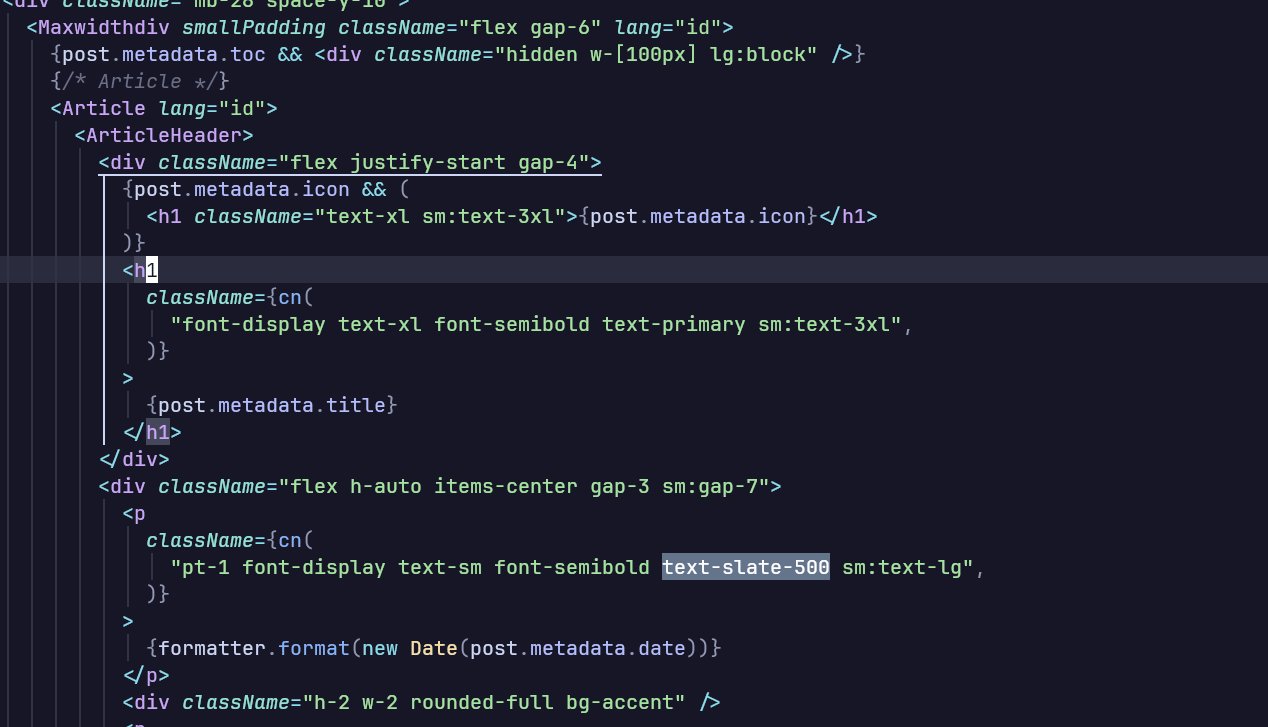 <div className="mb-28 space-y-10">
<Maxwidthdiv smallPadding className="flex gap-6" lang="id">
{post.metadata.toc && <div className="hidden w-[100px] lg:block" />}
{/* Article */}
<Article lang="id">
<ArticleHeader>
<div className="flex justify-start gap-4">
{post.metadata.icon && (
<h1 className="text-xl sm:text-3xl">{post.metadata.icon}</h1>
)}
<h1
className={cn(
"font-display text-xl font-semibold text-primary sm:text-3xl",
)}
>
{post.metadata.title}
</h1>
</div>
<div className="flex h-auto items-center gap-3 sm:gap-7">
<p
className={cn(
"pt-1 font-display text-sm font-semibold text-slate-500 sm:text-lg",
)}
>
{formatter.format(new Date(post.metadata.date))}
</p>
<div className="h-2 w-2 rounded-full bg-accent" />
<p